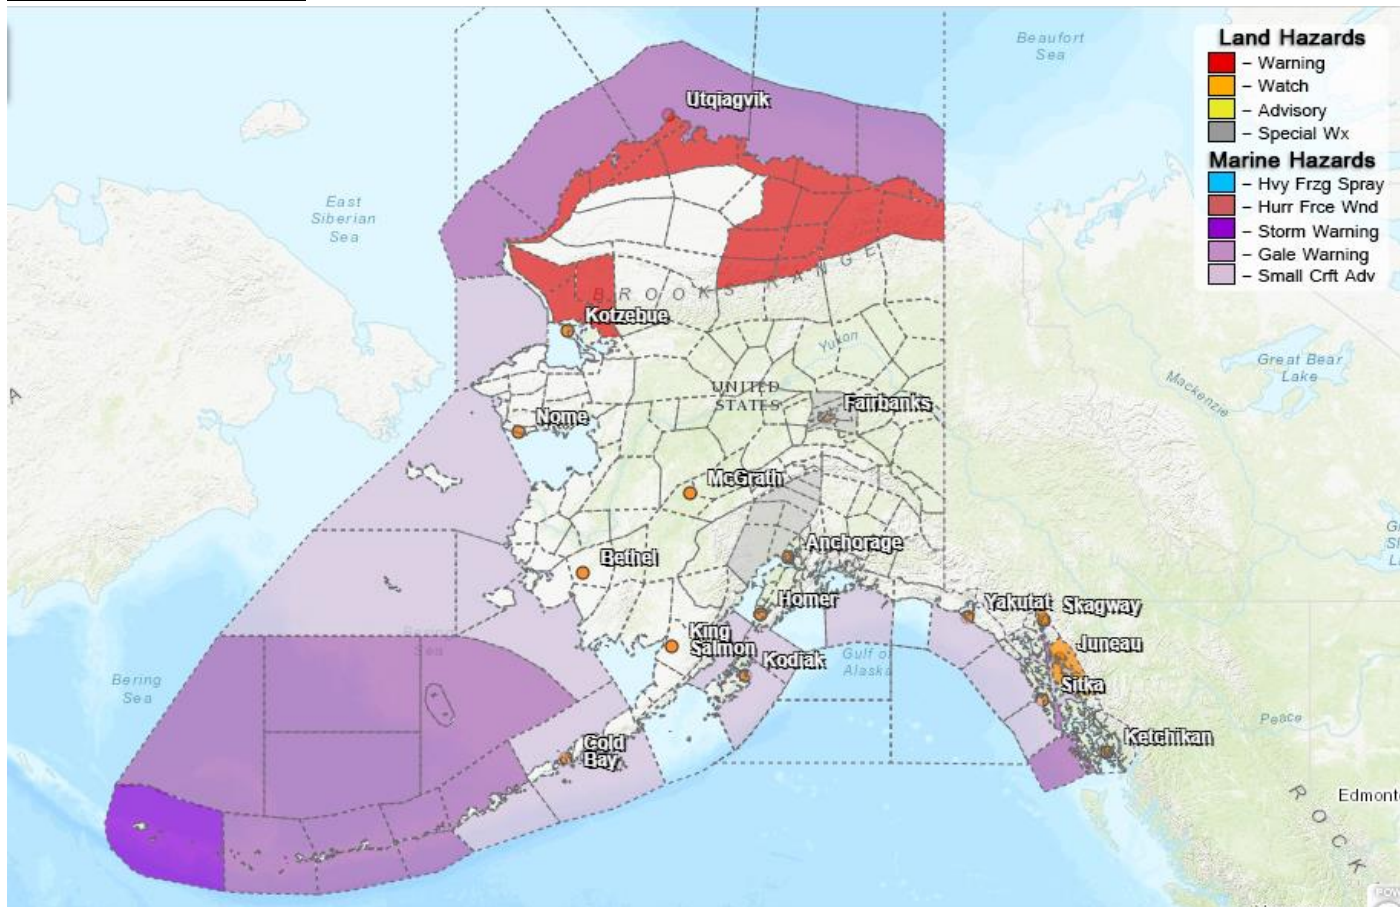 Land Hazards
– Warning
– Watch
– Advisory
– Special Wx
Marine Hazards
– Hvy Frzg Spray
– Hurr Frce Wnd
– Storm Warning
– Gale Warning
– Small Crft Adv
Beaufort
Sea
Utqiagvik
East
Siberian
Sea
BROOKS RANGE
Kotzebue
Yukon
Great Bear
Lake
Mackenzie
UNITED
STATES
Fairbanks
A
Nome
McGrath
Anchorage
Bethel
Homer
Yakutat
Skagway
King
Salmon
Juneau
Kodiak
Gulf of
Alaska
Sitka
Bering
Sea
Sea
Peace
Ketchikan
Cold
Bay
ROCK
Edmont
POW